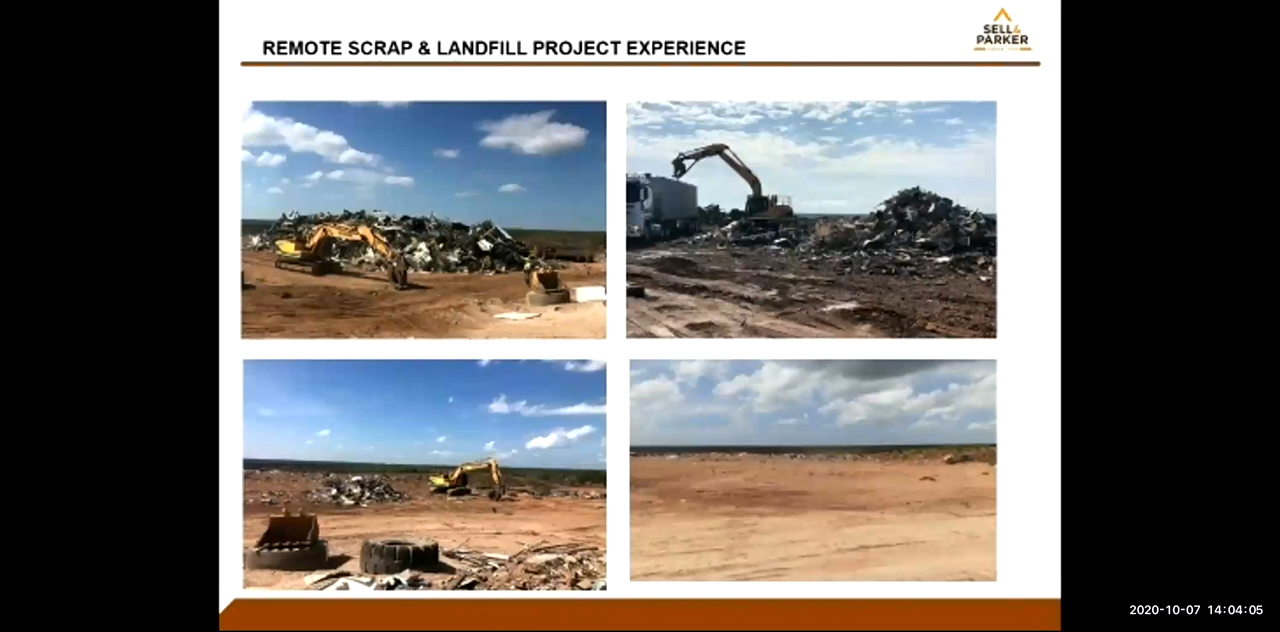 REMOTE SCRAP & LANDFILL PROJECT EXPERIENCE
SELL&
PARKER
2020-10-07 14:04:05